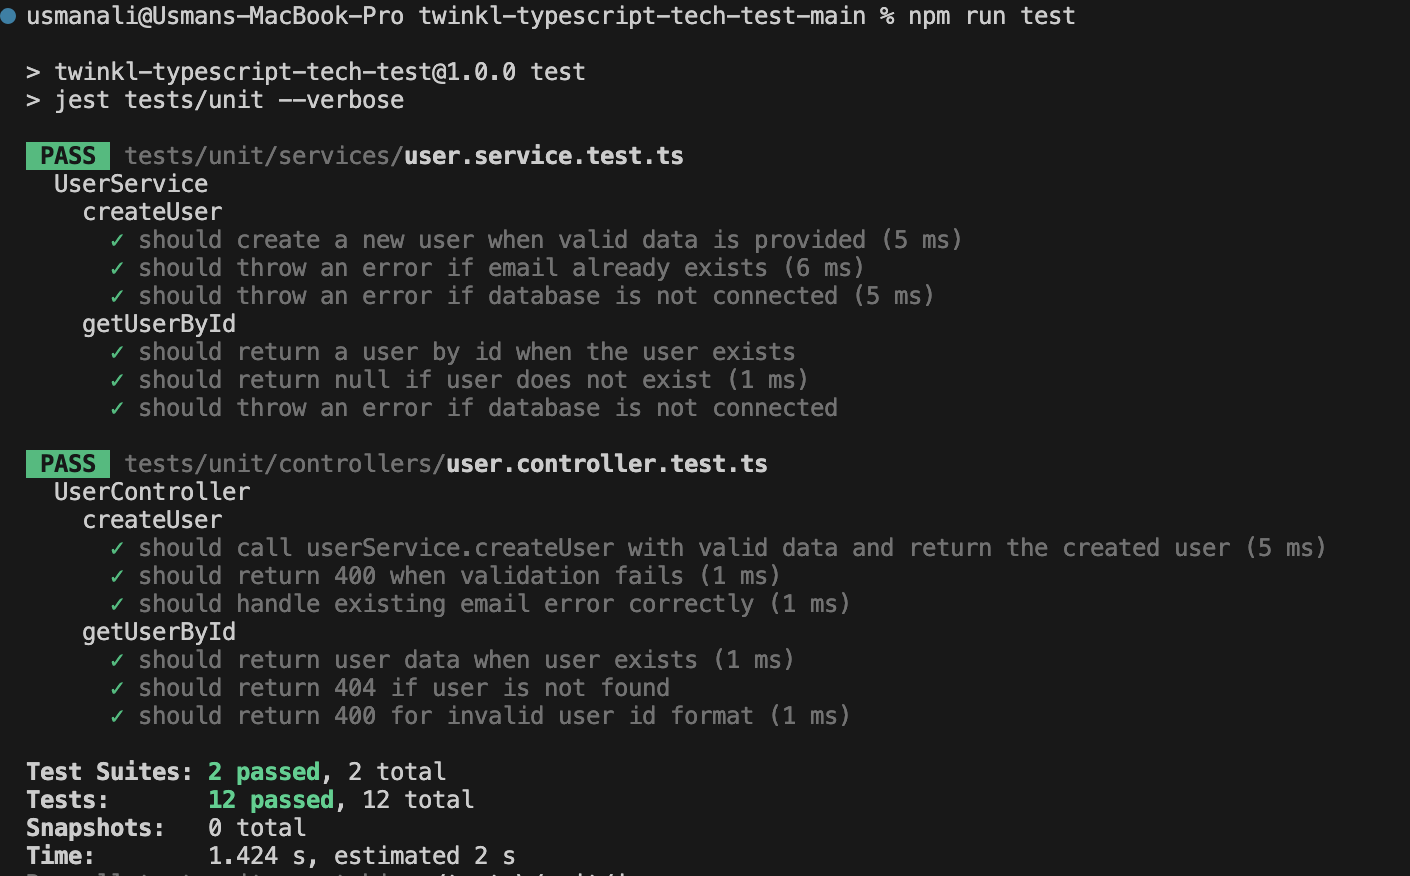 usmanali@Usmans-MacBook-Pro twinkl-typescript-tech-test-main % npm run test
> twinkl-typescript-tech-test@1.0.0 test
> jest tests/unit --verbose
PASS tests/unit/services/user.service.test.ts
UserService
createUser
✓ should create a new user when valid data is provided (5 ms)
✓ should throw an error if email already exists (6 ms)
✓ should throw an error if database is not connected (5 ms)
getUserById
✓ should return a user by id when the user exists
✓ should return null if user does not exist (1 ms)
✓ should throw an error if database is not connected
PASS tests/unit/controllers/user.controller.test.ts
UserController
createUser
✓ should call userService.createUser with valid data and return the created user (5 ms)
✓ should return 400 when validation fails (1 ms)
✓ should handle existing email error correctly (1 ms)
getUserById
✓ should return user data when user exists (1 ms)
✓ should return 404 if user is not found
✓ should return 400 for invalid user id format (1 ms)
Test Suites: 2 passed, 2 total
Tests: 12 passed, 12 total
Snapshots: 0 total
Time: 1.424 s, estimated 2 s